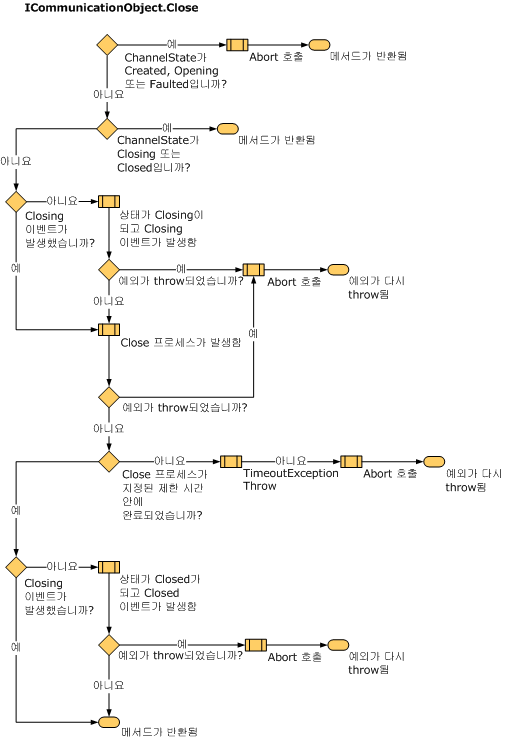 ICommunicationObject.Close
예
ChannelState가
Created, Opening
또는 Faulted입니까?
Abort 호출
메서드가 반환됨
아니요
예
ChannelState가
Closing 또는
Closed입니까?
메서드가 반환됨
아니요
아니요
Closing
이벤트가
발생했습니까?
상태가 Closing이
되고 Closing
이벤트가 발생함
예
예
예외가 throw되었습니까?
Abort 호출
예외가 다시
throw됨
아니요
Close 프로세스가 발생함
예
예외가 throw되었습니까?
아니요
아니요
아니요
Close 프로세스가
지정된 제한 시간
안에
완료되었습니까?
TimeoutException
Throw
Abort 호출
예외가 다시
throw됨
예
아니요
Closing
이벤트가
발생했습니까?
상태가 Closed가
되고 Closed
이벤트가 발생함
예
예
예외가 throw되었습니까?
Abort 호출
예외가 다시
throw됨
아니요
메서드가 반환됨